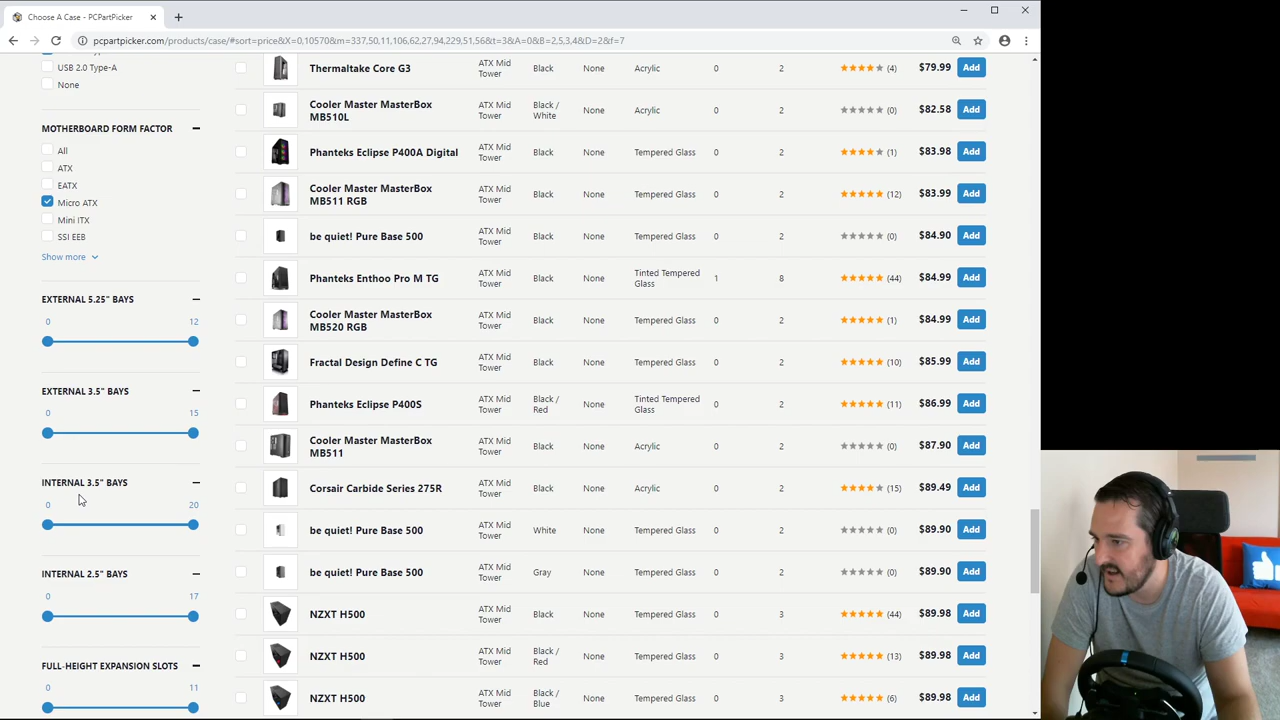 Choose A Case - PCPartPicker
pcpartpicker.com/products/case/#sort=price&X=0,10570&m=337,50,11,106,62,27,94,229,51,56&t=3&A=0&B=2,5,3,4&D=2&f=7
USB 2.0 Type-A
None
MOTHERBOARD FORM FACTOR
All
ATX
EATX
Micro ATX
Mini ITX
SSI EEB
Show more
EXTERNAL 5.25" BAYS
0 12
EXTERNAL 3.5" BAYS
0 15
INTERNAL 3.5" BAYS
0 20
INTERNAL 2.5" BAYS
0 17
FULL-HEIGHT EXPANSION SLOTS
0 11
Thermaltake Core G3 ATX Mid Tower Black None Acrylic 0 2 (4) $79.99 Add
Cooler Master MasterBox MB510L ATX Mid Tower Black / White None Acrylic 0 2 (0) $82.58 Add
Phanteks Eclipse P400A Digital ATX Mid Tower Black None Tempered Glass 0 2 (1) $83.98 Add
Cooler Master MasterBox MB511 RGB ATX Mid Tower Black None Tempered Glass 0 2 (12) $83.99 Add
be quiet! Pure Base 500 ATX Mid Tower Black None Tempered Glass 0 2 (0) $84.90 Add
Phanteks Enthoo Pro M TG ATX Mid Tower Black None Tinted Tempered Glass 1 8 (44) $84.99 Add
Cooler Master MasterBox MB520 RGB ATX Mid Tower Black None Tempered Glass 0 2 (1) $84.99 Add
Fractal Design Define C TG ATX Mid Tower Black None Tempered Glass 0 2 (10) $85.99 Add
Phanteks Eclipse P400S ATX Mid Tower Black / Red None Tinted Tempered Glass 0 2 (11) $86.99 Add
Cooler Master MasterBox MB511 ATX Mid Tower Black None Acrylic 0 2 (0) $87.90 Add
Corsair Carbide Series 275R ATX Mid Tower Black None Acrylic 0 2 (15) $89.49 Add
be quiet! Pure Base 500 ATX Mid Tower White None Tempered Glass 0 2 (0) $89.90 Add
be quiet! Pure Base 500 ATX Mid Tower Gray None Tempered Glass 0 2 (0) $89.90 Add
NZXT H500 ATX Mid Tower Black None Tempered Glass 0 3 (44) $89.98 Add
NZXT H500 ATX Mid Tower Black / Red None Tempered Glass 0 3 (13) $89.98 Add
NZXT H500 ATX Mid Tower Black / Blue None Tempered Glass 0 3 (6) $89.98 Add